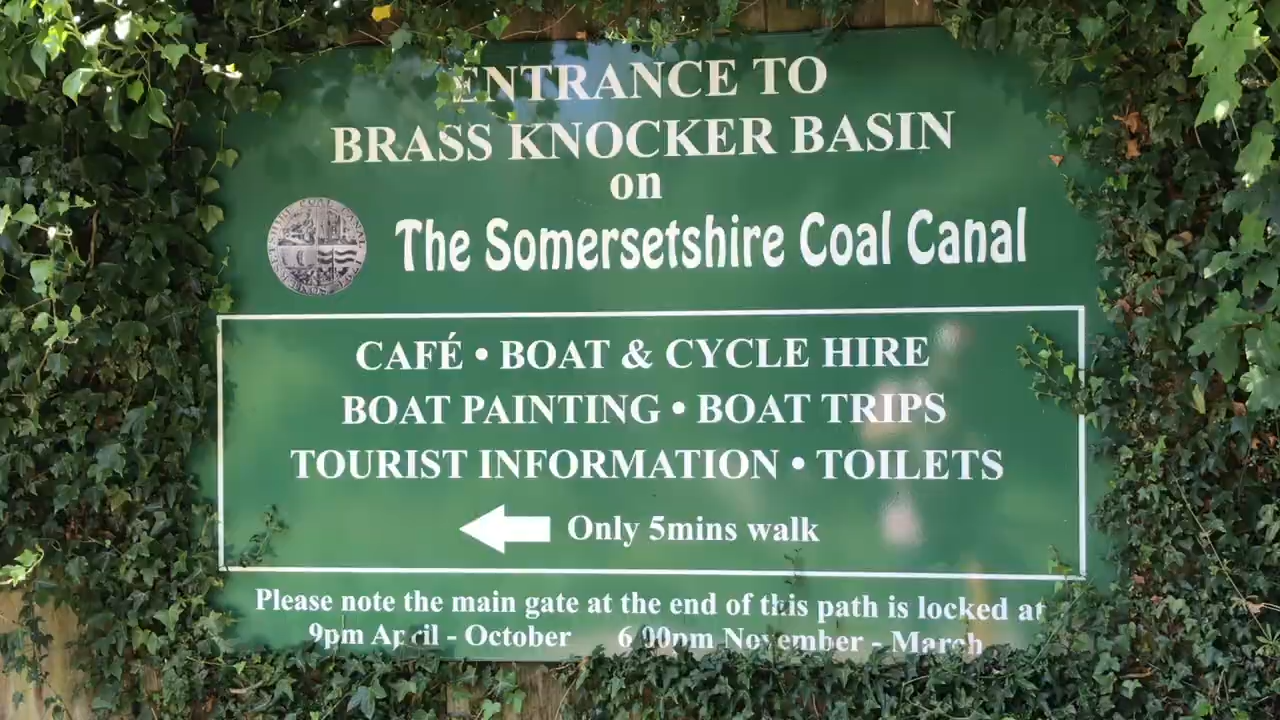 ENTRANCE TO
BRASS KNOCKER BASIN
on
The Somersetshire Coal Canal
CAFÉ • BOAT & CYCLE HIRE
BOAT PAINTING • BOAT TRIPS
TOURIST INFORMATION • TOILETS
Only 5mins walk
Please note the main gate at the end of this path is locked at
9pm April - October 6.00pm November - March